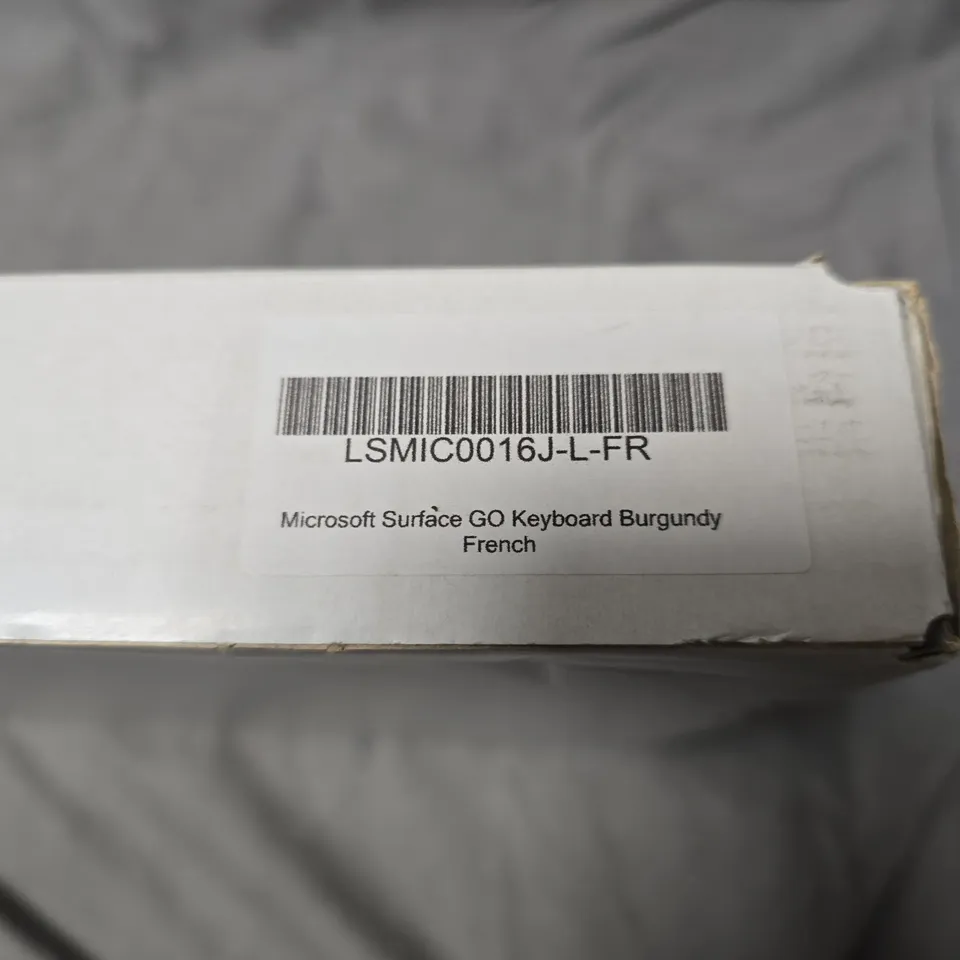 LSMIC0016J-L-FR
Microsoft Surface GO Keyboard Burgundy
French